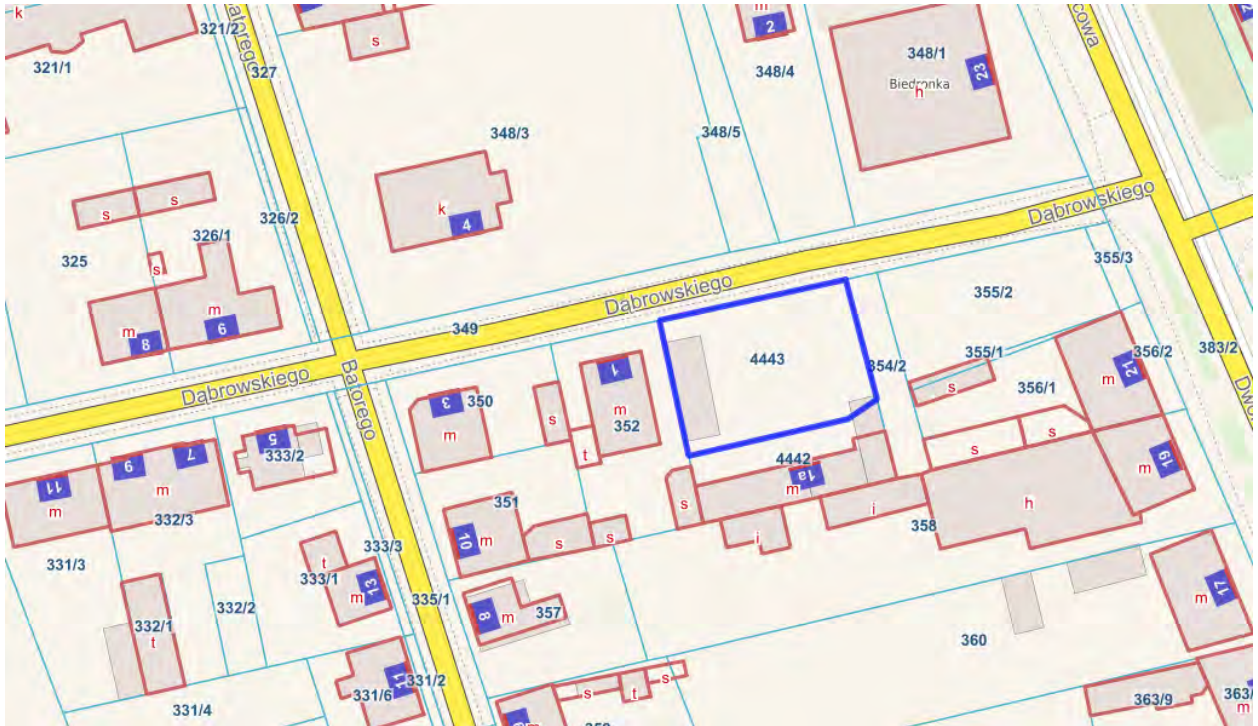 k
321/2
Batorego
m
2
cowa
321/1
s
327
348/4
348/1
Biedronka
23
h
348/3
348/5
s
s
326/2
k
4
Dąbrowskiego
326/1
325
s
355/3
355/2
m
m
9
8
349
Dąbrowskiego
4443
354/2
355/1
356/2
383/2
Dąbrowskiego
Batorego
1
21
m
356/1
s
3
350
m
s
m
352
5
333/2
t
s
s
7
9
4442
1a
m
19
m
11
m
m
332/3
s
i
i
h
351
358
10
m
s
s
331/3
333/3
t
333/1
13
m
332/2
335/1
8
m
357
17
m
332/1
t
360
331/2
11
331/6
331/4
s
s
t
m
363/9
m